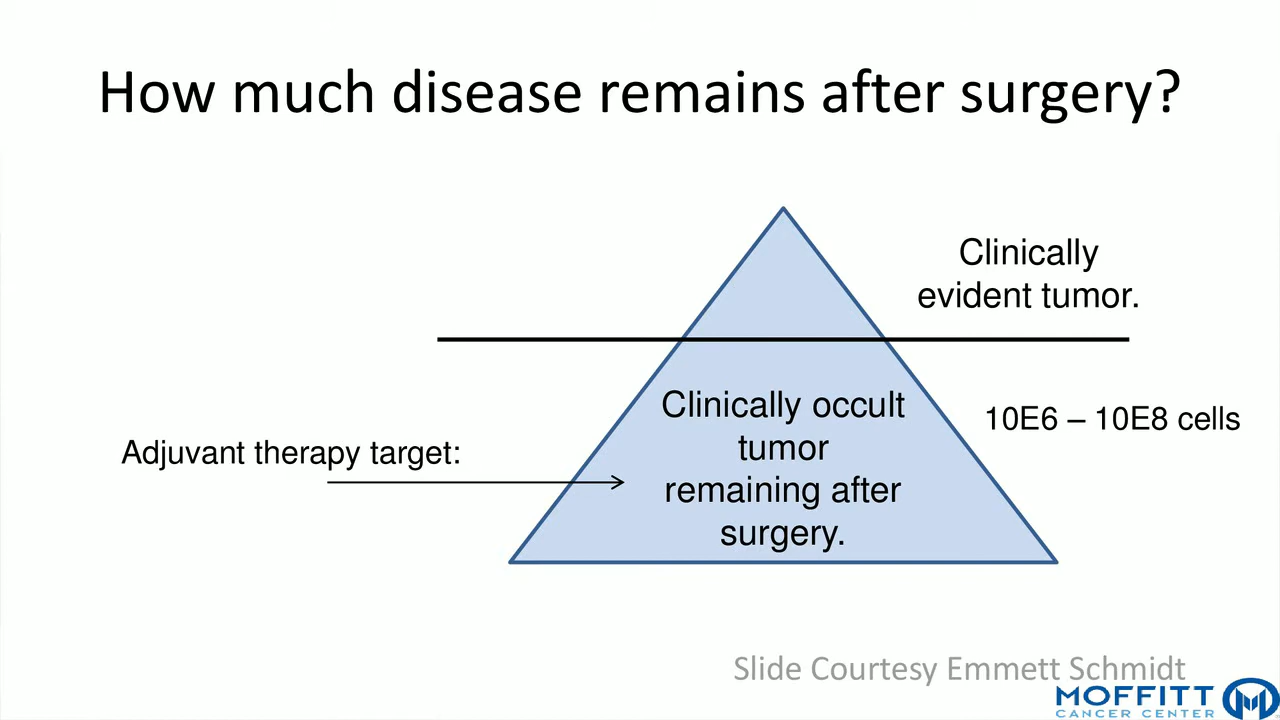 How much disease remains after surgery?
Clinically
evident tumor.
Clinically occult
tumor
remaining after
surgery.
10E6 – 10E8 cells
Adjuvant therapy target:
Slide Courtesy Emmett Schmidt
MOFFITT
CANCER CENTER